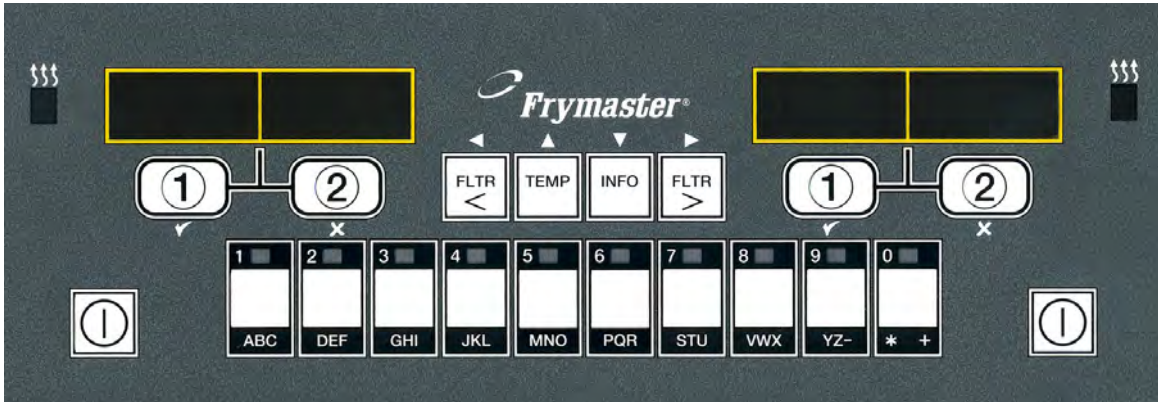 Frymaster®
1 2
FLTR < TEMP INFO FLTR >
1 2
1 2 3 4 5 6 7 8 9 0
ABC DEF GHI JKL MNO PQR STU VWX YZ- * +